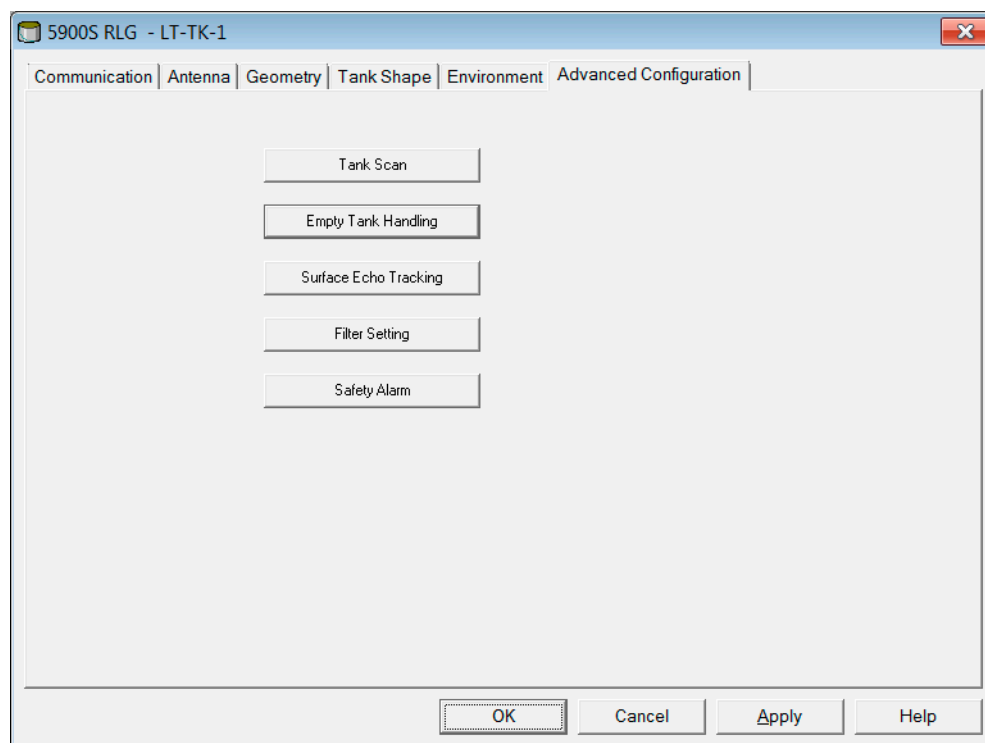 5900S RLG - LT-TK-1
Communication Antenna Geometry Tank Shape Environment Advanced Configuration
Tank Scan
Empty Tank Handling
Surface Echo Tracking
Filter Setting
Safety Alarm
OK Cancel Apply Help